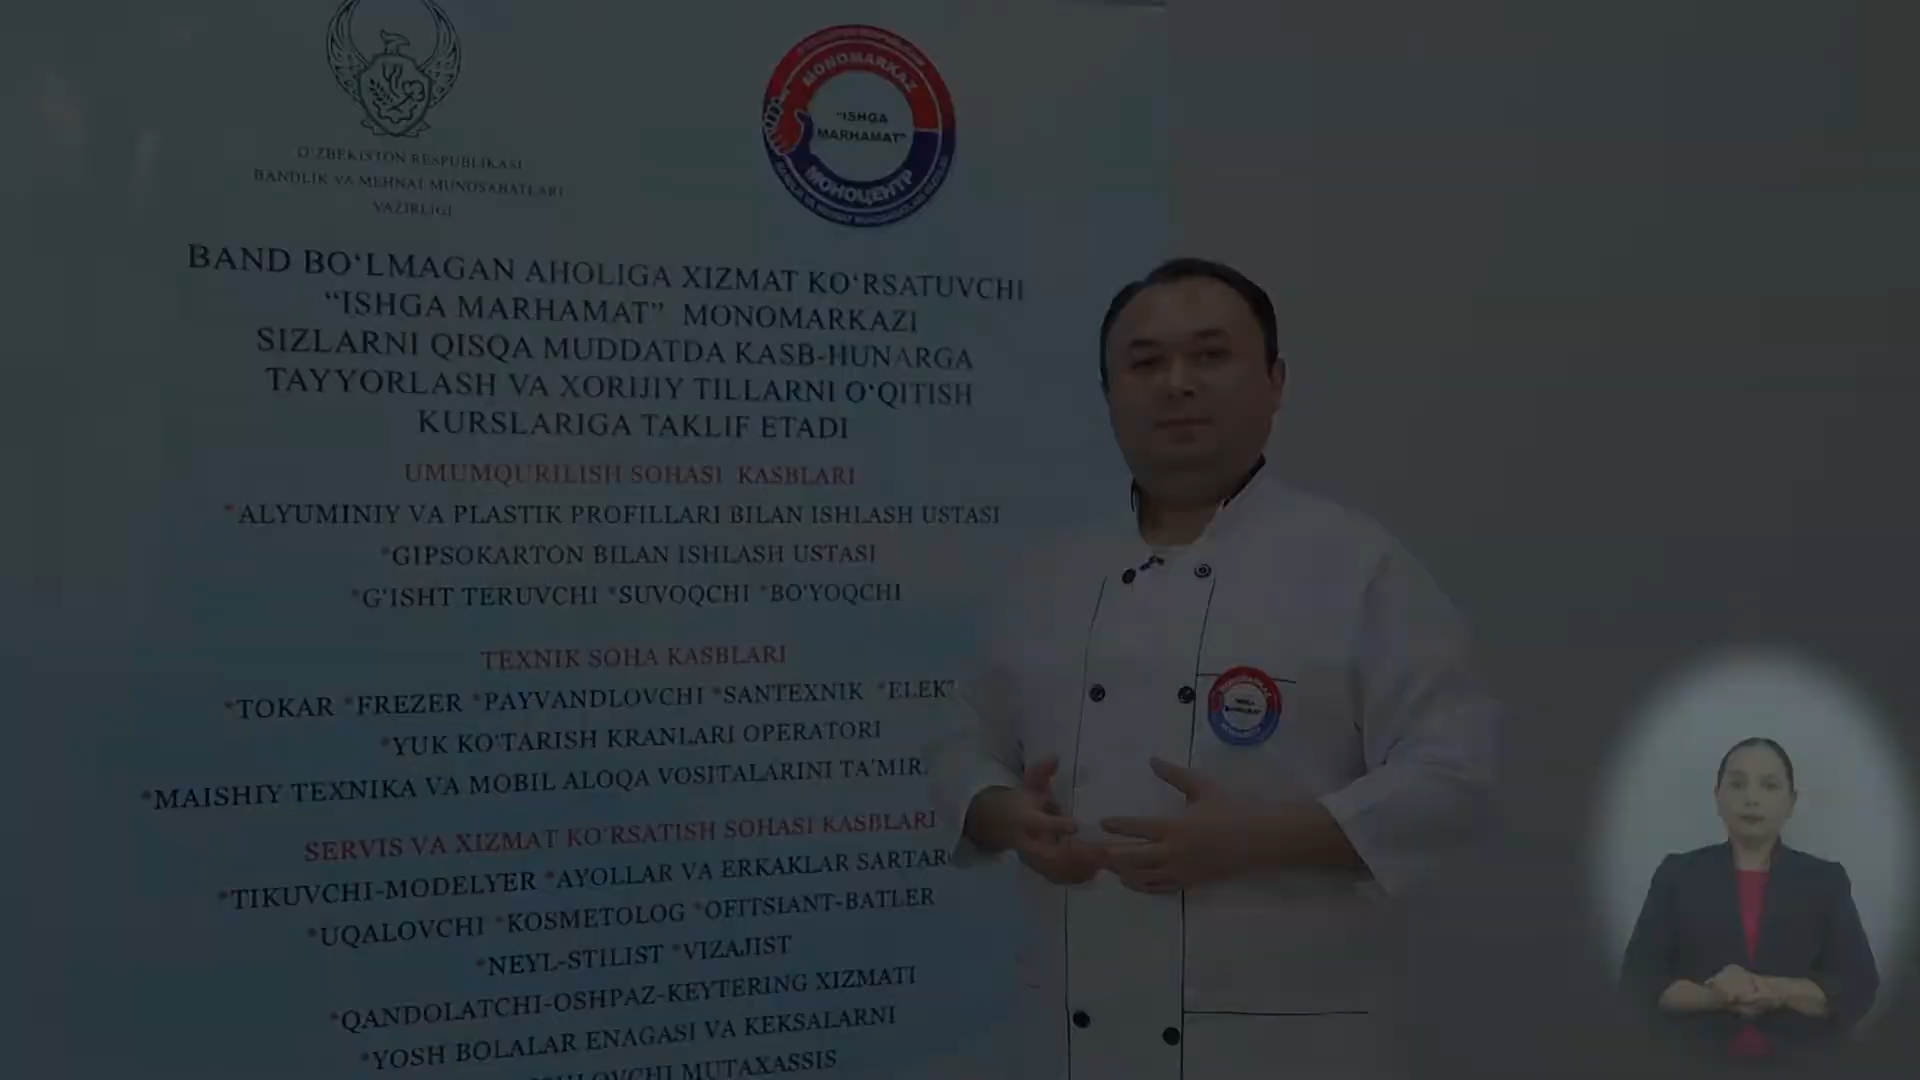 O'ZBEKISTON RESPUBLIKASI
BANDLIK VA MEHNAT MUNOSABATLARI
VAZIRLIGI
MONOMARKAZ
"ISHGA
MARHAMAT"
МОНОЦЕНТР
BAND BO‘LMAGAN AHOLIGA XIZMAT KO‘RSATUVCHI
“ISHGA MARHAMAT” MONOMARKAZI
SIZLARNI QISQA MUDDATDA KASB-HUNARGA
TAYYORLASH VA XORIJIY TILLARNI O‘QITISH
KURSLARIGA TAKLIF ETADI
UMUMQURILISH SOHASI KASBLARI
*ALYUMINIY VA PLASTIK PROFILLARI BILAN ISHLASH USTASI
*GIPSOKARTON BILAN ISHLASH USTASI
*G'ISHT TERUVCHI *SUVOQCHI *BO'YOQCHI
TEXNIK SOHA KASBLARI
*TOKAR *FREZER *PAYVANDLOVCHI *SANTEXNIK *ELEKT
*YUK KO'TARISH KRANLARI OPERATORI
*MAISHIY TEXNIKA VA MOBIL ALOQA VOSITALARINI TA'MIR
SERVIS VA XIZMAT KO'RSATISH SOHASI KASBLARI
*TIKUVCHI-MODELYER *AYOLLAR VA ERKAKLAR SARTAR
*UQALOVCHI *KOSMETOLOG *OFITSIANT-BATLER
*NEYL-STILIST *VIZAJIST
*QANDOLATCHI-OSHPAZ-KEYTERING XIZMATI
*YOSH BOLALAR ENAGASI VA KEKSALARNI
MUTAXASSIS